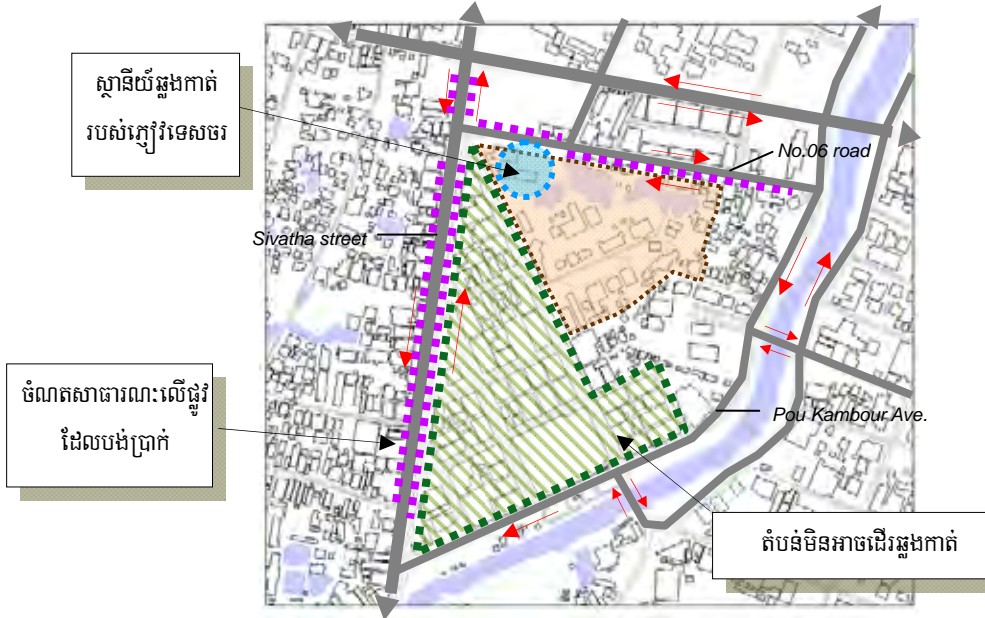 ស្ថានីយ៍ឆ្លងកាត់
របស់ភ្ញៀវទេសចរ
No.06 road
Sivatha street
ចំណតសាធារណៈលើផ្លូវ
ដែលបង់ប្រាក់
Pou Kambour Ave.
តំបន់មិនអាចដើរឆ្លងកាត់